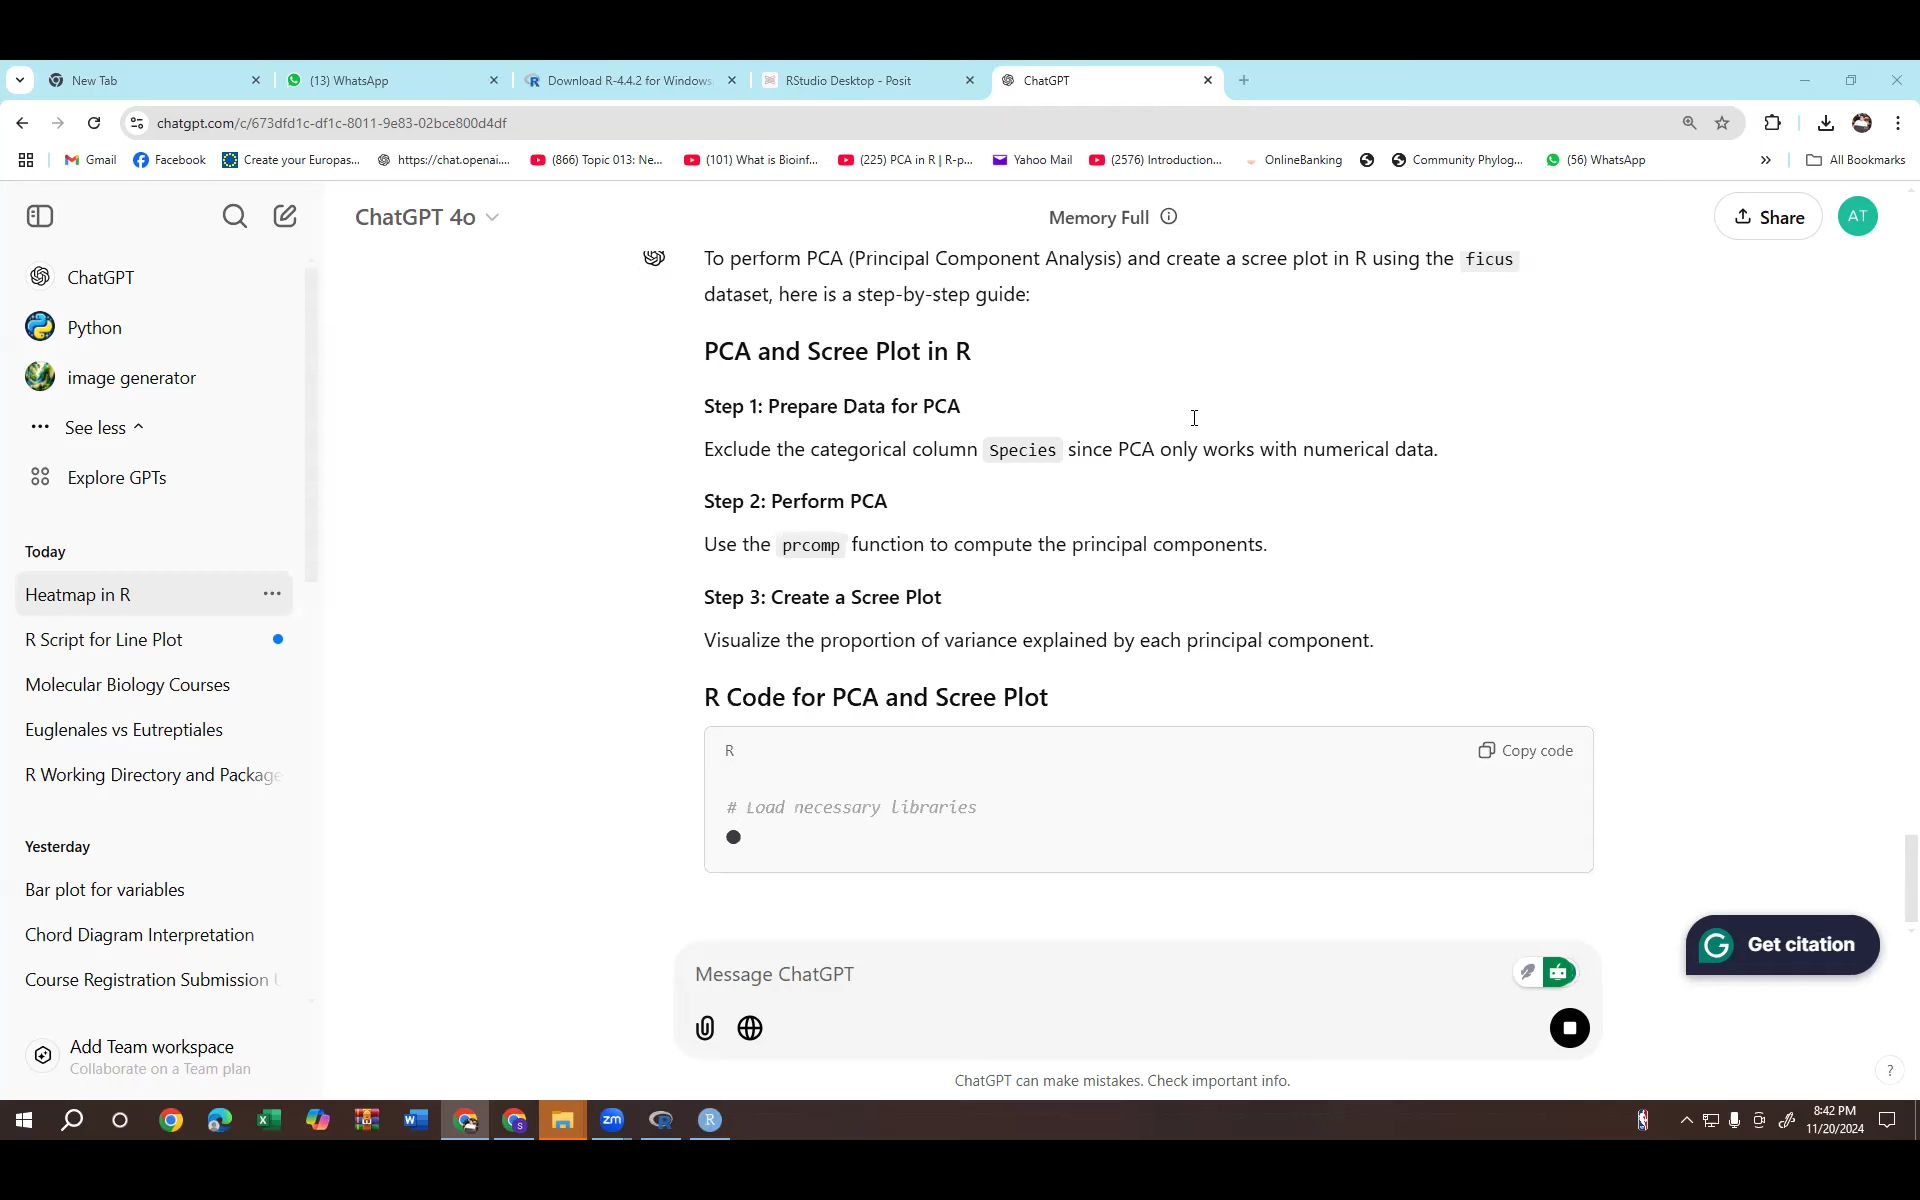 New Tab
(13) WhatsApp
Download R-4.4.2 for Windows
RStudio Desktop - Posit
ChatGPT
chatgpt.com/c/673dfd1c-df1c-8011-9e83-02bce800d4df
Gmail
Facebook
Create your Europas...
https://chat.openai....
(866) Topic 013: Ne...
(101) What is Bioinf...
(225) PCA in R | R-p...
Yahoo Mail
(2576) Introduction...
OnlineBanking
Community Phylog...
(56) WhatsApp
All Bookmarks
ChatGPT 4o
Memory Full
Share
AT
ChatGPT
Python
image generator
See less
Explore GPTs
Today
Heatmap in R
R Script for Line Plot
Molecular Biology Courses
Euglenales vs Eutreptiales
R Working Directory and Package
Yesterday
Bar plot for variables
Chord Diagram Interpretation
Course Registration Submission
Add Team workspace
Collaborate on a Team plan
To perform PCA (Principal Component Analysis) and create a scree plot in R using the ficus
dataset, here is a step-by-step guide:
PCA and Scree Plot in R
Step 1: Prepare Data for PCA
Exclude the categorical column Species since PCA only works with numerical data.
Step 2: Perform PCA
Use the prcomp function to compute the principal components.
Step 3: Create a Scree Plot
Visualize the proportion of variance explained by each principal component.
R Code for PCA and Scree Plot
R
Copy code
# Load necessary libraries
Get citation
Message ChatGPT
ChatGPT can make mistakes. Check important info.
?
8:42 PM
11/20/2024